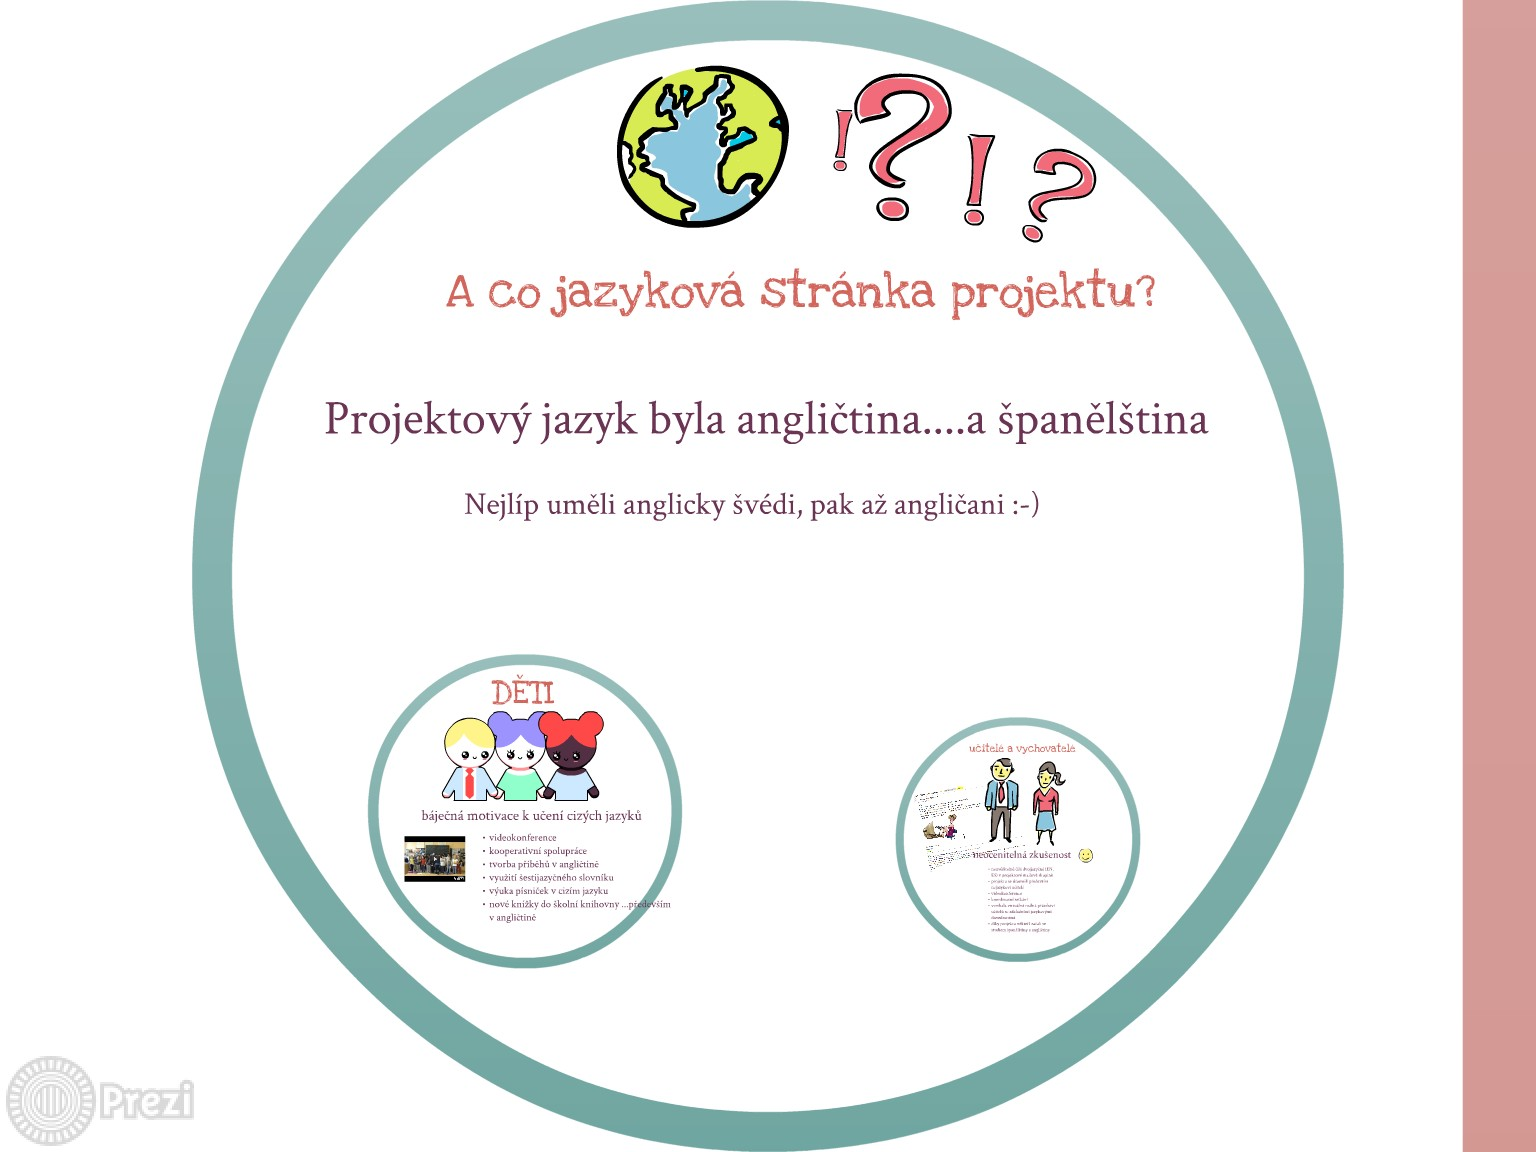 A co jazyková stránka projektu?
Projektový jazyk byla angličtina....a španělština
Nejlíp uměli anglicky švédi, pak až angličani :-)
DĚTI
báječná motivace k učení cizých jazyků
• videokonference
• kooperativní spolupráce
• tvorba příběhů v angličtině
• využití šestijazyčného slovníku
• výuka písniček v cizím jazyku
• nové knížky do školní knihovny ...především
v angličtině
učitelé a vychovatelé
neocenitelná zkušenost
• videokonference
Prezi